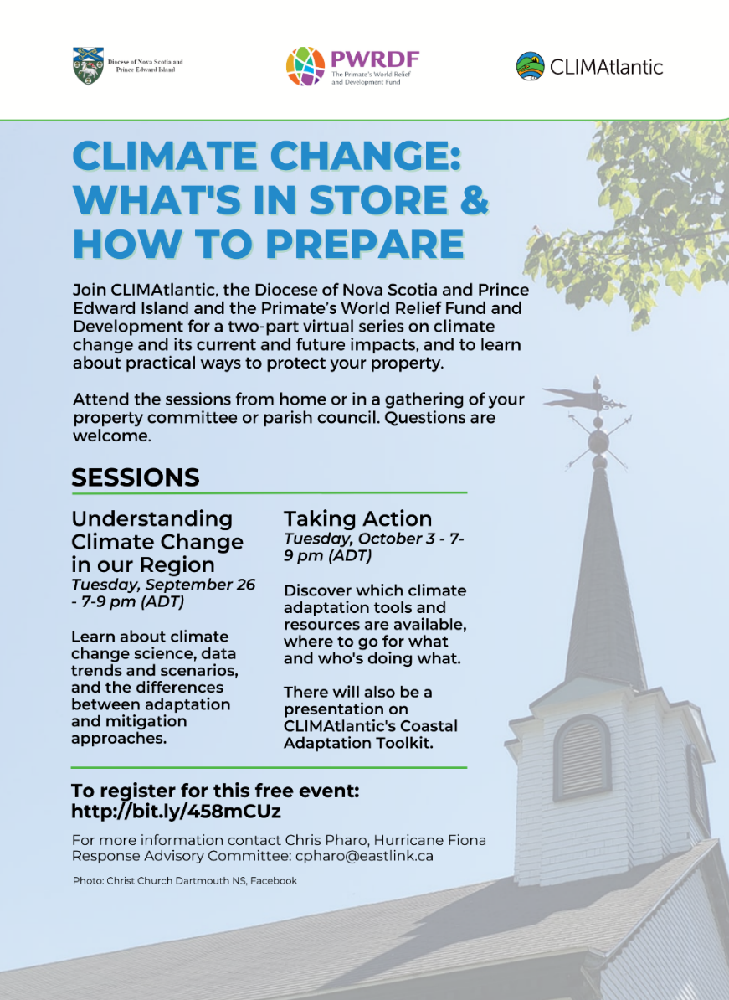 Diocese of Nova Scotia and
Prince Edward Island
PWRDF
The Primate's World Relief
and Development Fund
CLIMAtlantic
CLIMATE CHANGE:
WHAT'S IN STORE &
HOW TO PREPARE
Join CLIMAtlantic, the Diocese of Nova Scotia and Prince
Edward Island and the Primate's World Relief Fund and
Development for a two-part virtual series on climate
change and its current and future impacts, and to learn
about practical ways to protect your property.
Attend the sessions from home or in a gathering of your
property committee or parish council. Questions are
welcome.
SESSIONS
Understanding
Climate Change
in our Region
Tuesday, September 26
- 7-9 pm (ADT)
Learn about climate
change science, data
trends and scenarios,
and the differences
between adaptation
and mitigation
approaches.
Taking Action
Tuesday, October 3 - 7-
9 pm (ADT)
Discover which climate
adaptation tools and
resources are available,
where to go for what
and who's doing what.
There will also be a
presentation on
CLIMAtlantic's Coastal
Adaptation Toolkit.
To register for this free event:
http://bit.ly/458mCUz
For more information contact Chris Pharo, Hurricane Fiona
Response Advisory Committee: cpharo@eastlink.ca
Photo: Christ Church Dartmouth NS, Facebook